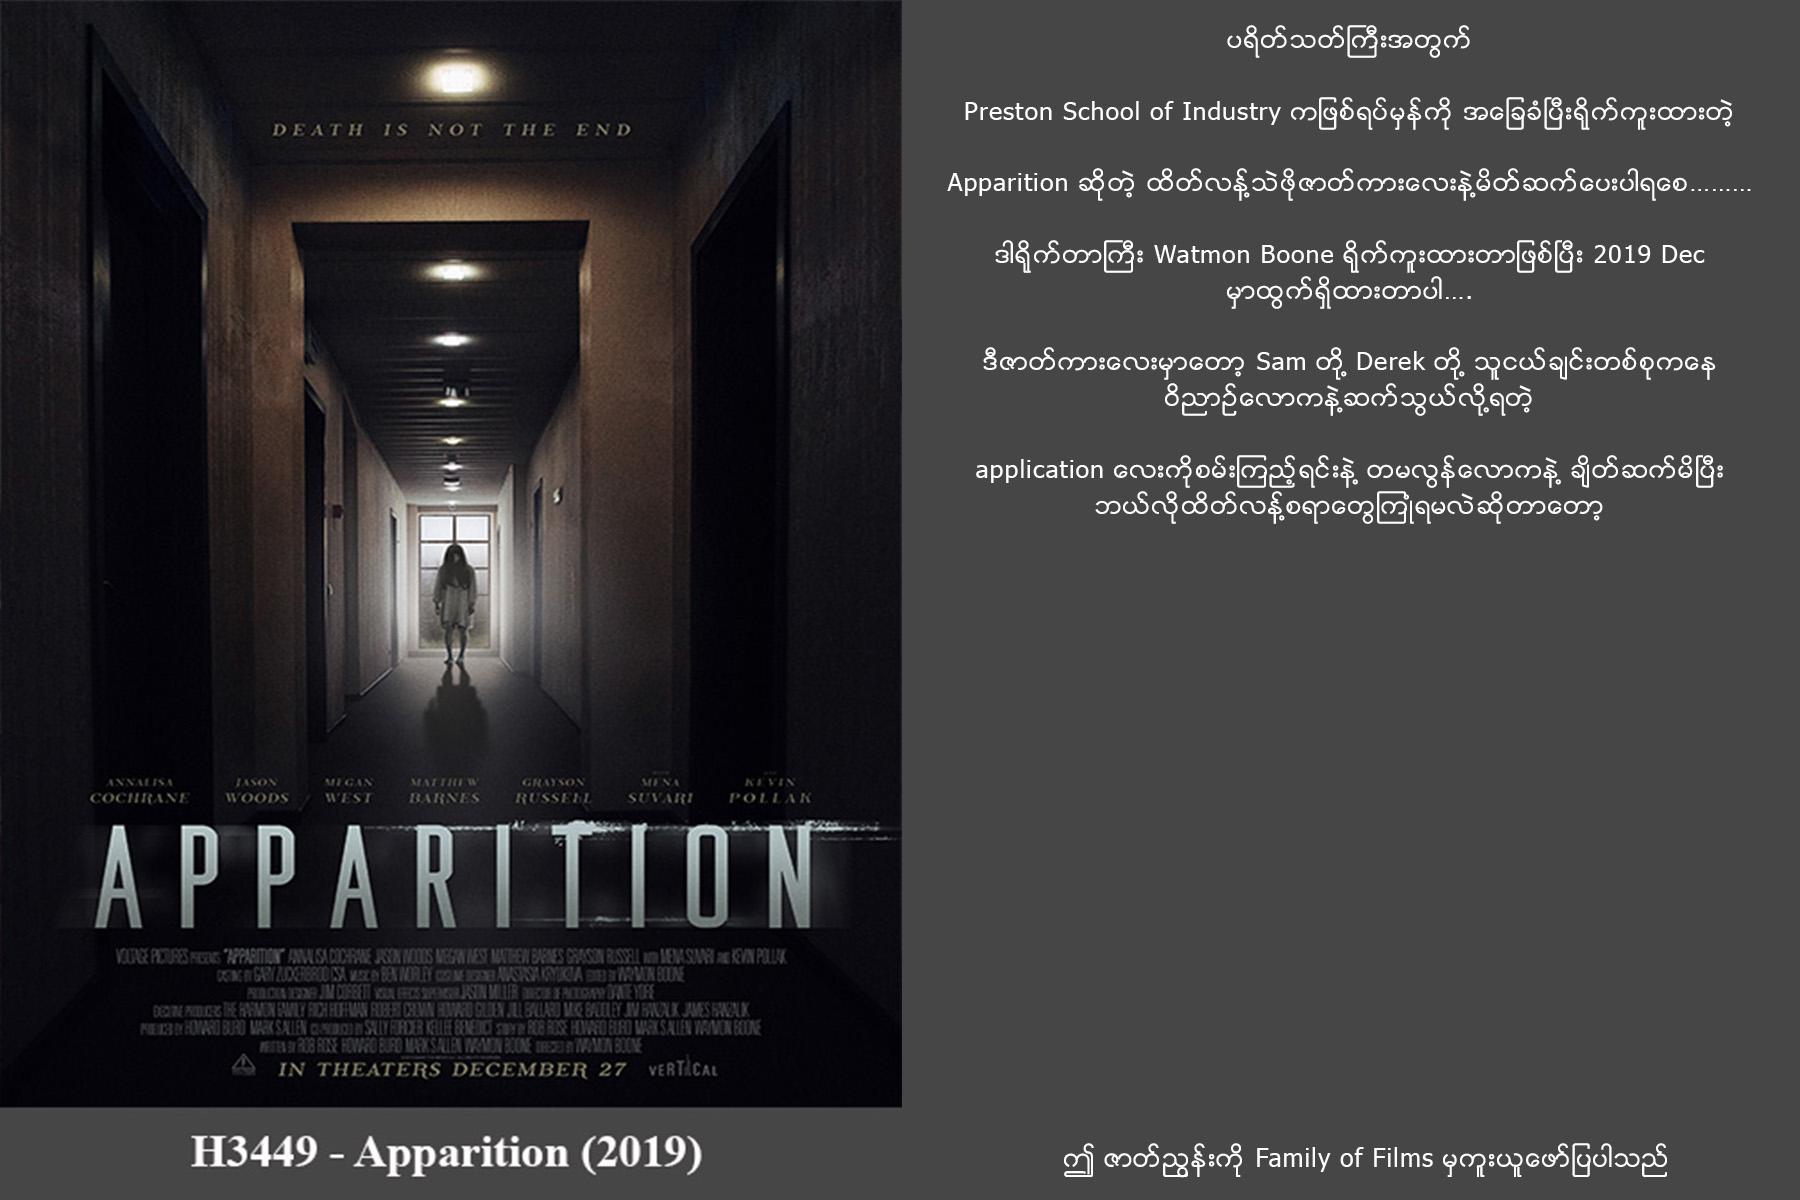 DEATH IS NOT THE END
ANNALISA COCHRANE JASON WOODS MEGAN WEST MATTHEW BARNES GRAYSON RUSSELL MENA SUVARI KEVIN POLLAK
APPARITION
VOLTAGE PICTURES PRESENTS "APPARITION" ANNALISA COCHRANE JASON WOODS MEGAN WEST MATTHEW BARNES GRAYSON RUSSELL WITH MENA SUVARI AND KEVIN POLLAK
CASTING BY GARY ZUCKERBROD CSA MUSIC BY BEN WORLEY COSTUME DESIGNER ANASTASIA KRYUKOVA EDITED BY WAYMON BOONE
PRODUCTION DESIGNER JIM CORBETT VISUAL EFFECTS SUPERVISOR JASON MILLER DIRECTOR OF PHOTOGRAPHY DANTE YORE
EXECUTIVE PRODUCERS THE HARMON FAMILY RICH HOFFMAN ROBERT CROWN HOWARD GILDEN JILL BALLARD MIKE BADDLEY JIM HANZALIK JAMES HANZALIK
PRODUCED BY HOWARD BURD MARK S. ALLEN CO-PRODUCED BY SALLY FORCIER KELLEE BENEDICT STORY BY ROB ROSE HOWARD BURD MARK S. ALLEN WAYMON BOONE
WRITTEN BY ROB ROSE HOWARD BURD MARK S. ALLEN WAYMON BOONE DIRECTED BY WAYMON BOONE
IN THEATERS DECEMBER 27 VERTICAL
H3449 - Apparition (2019)
ပရိတ်သတ်ကြီးအတွက်
Preston School of Industry ကဖြစ်ရပ်မှန်ကို အခြေခံပြီးရိုက်ကူးထားတဲ့
Apparition ဆိုတဲ့ ထိတ်လန့်သဲဖိုဇာတ်ကားလေးနဲ့မိတ်ဆက်ပေးပါရစေ.........
ဒါရိုက်တာကြီး Watmon Boone ရိုက်ကူးထားတာဖြစ်ပြီး 2019 Dec
မှာထွက်ရှိထားတာပါ....
ဒီဇာတ်ကားလေးမှာတော့ Sam တို့ Derek တို့ သူငယ်ချင်းတစ်စုကနေ
ဝိညာဉ်လောကနဲ့ဆက်သွယ်လို့ရတဲ့
application လေးကိုစမ်းကြည့်ရင်းနဲ့ တမလွန်လောကနဲ့ ချိတ်ဆက်မိပြီး
ဘယ်လိုထိတ်လန့်စရာတွေကြုံရမလဲဆိုတာတော့
ဤ ဇာတ်ညွှန်းကို Family of Films မှကူးယူဖော်ပြပါသည်